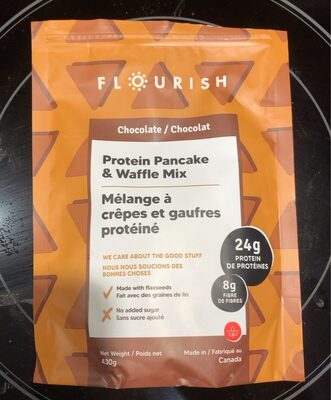 FLOURISH
Chocolate / Chocolat
Protein Pancake
& Waffle Mix
Mélange à
crêpes et gaufres
protéiné
WE CARE ABOUT THE GOOD STUFF
NOUS NOUS SOUCIONS DES
BONNES CHOSES
✓ Made with flaxseeds
Fait avec des graines de lin
✗ No added sugar
Sans sucre ajouté
24g
PROTEIN
DE PROTÉINES
8g
FIBRE
DE FIBRES
Net Weight / Poids net
430g
Made in / Fabriqué au
Canada